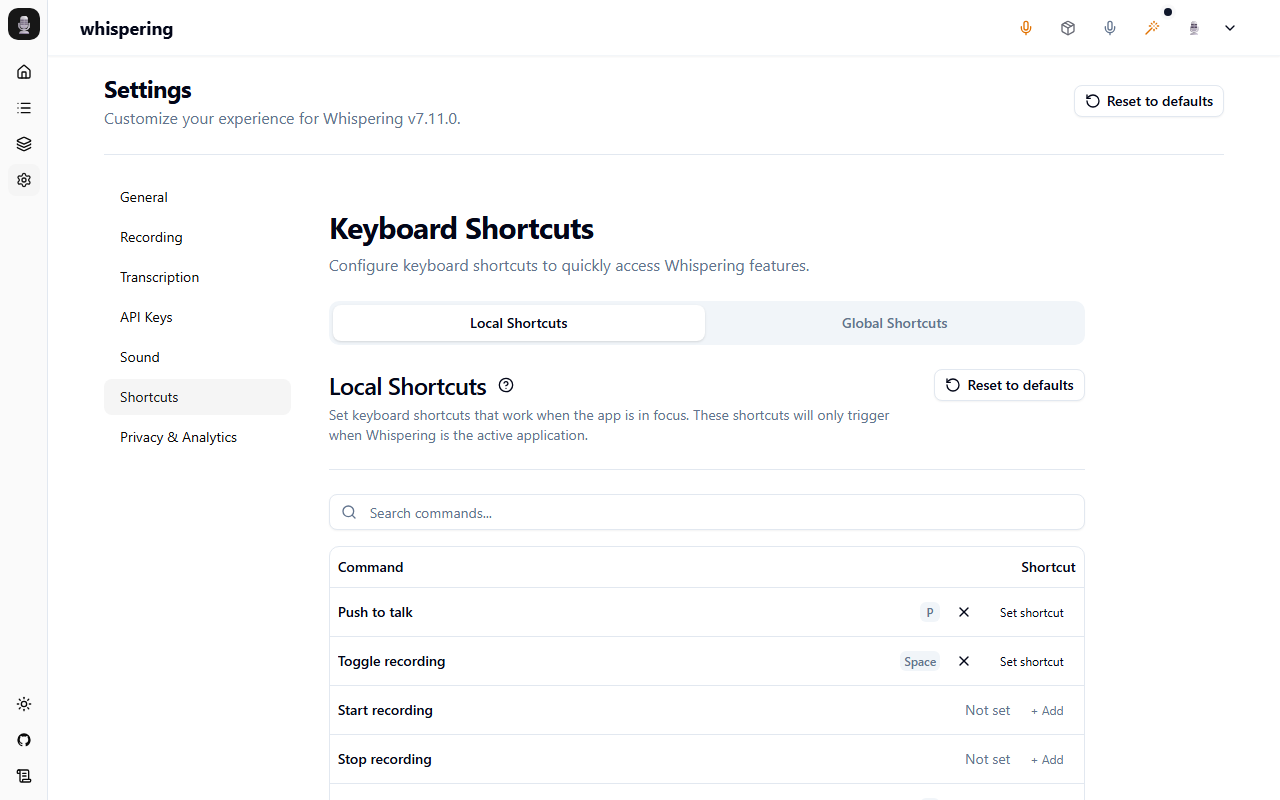 whispering
Settings
Customize your experience for Whispering v7.11.0.
Reset to defaults
General
Recording
Transcription
API Keys
Sound
Shortcuts
Privacy & Analytics
Keyboard Shortcuts
Configure keyboard shortcuts to quickly access Whispering features.
Local Shortcuts
Global Shortcuts
Local Shortcuts
Reset to defaults
Set keyboard shortcuts that work when the app is in focus. These shortcuts will only trigger
when Whispering is the active application.
Search commands...
Command Shortcut
Push to talk P Set shortcut
Toggle recording Space Set shortcut
Start recording Not set + Add
Stop recording Not set + Add